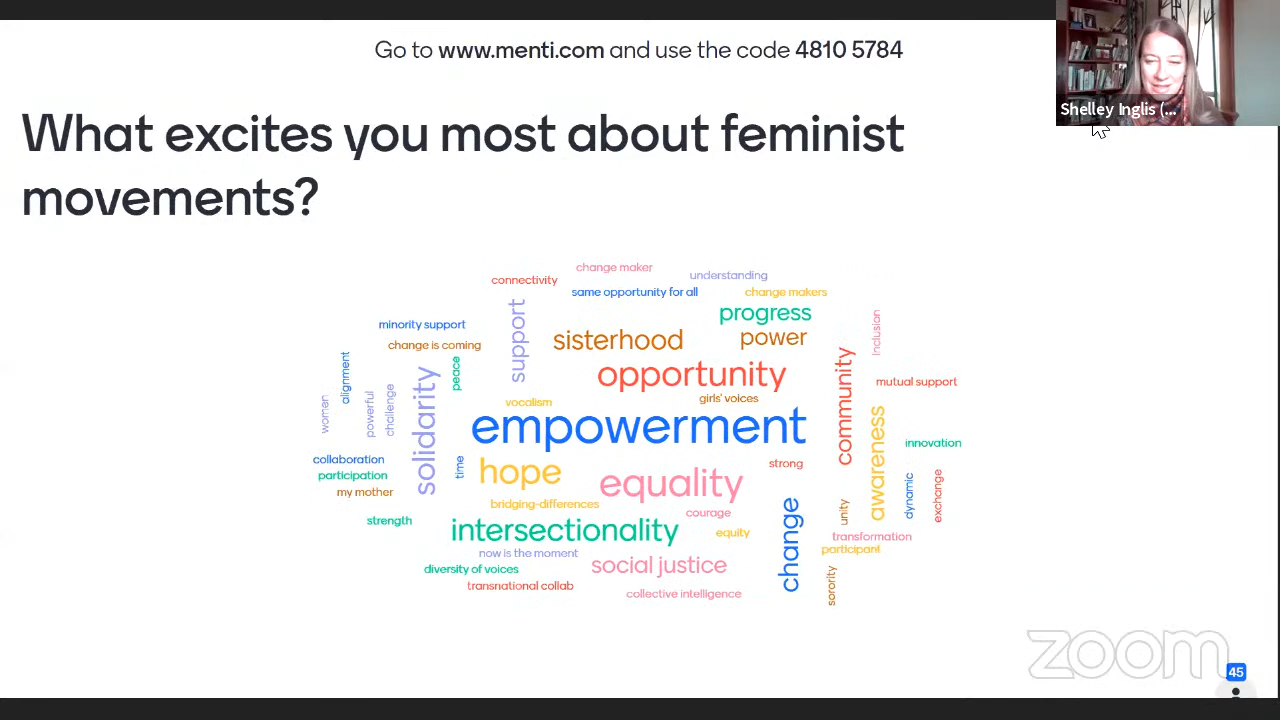 Go to www.menti.com and use the code 4810 5784
Shelley Inglis (...
What excites you most about feminist
movements?
change maker
understanding
connectivity
same opportunity for all
change makers
progress
support
minority support
sisterhood
power
inclusion
change is coming
alignment
peace
opportunity
community
mutual support
solidarity
women
powerful
challenge
vocalism
girls' voices
empowerment
awareness
innovation
collaboration
time
hope
strong
participation
equality
dynamic
exchange
my mother
bridging-differences
courage
change
unity
strength
intersectionality
equity
transformation
now is the moment
participant
diversity of voices
social justice
sorority
transnational collab
collective intelligence
zoom
45